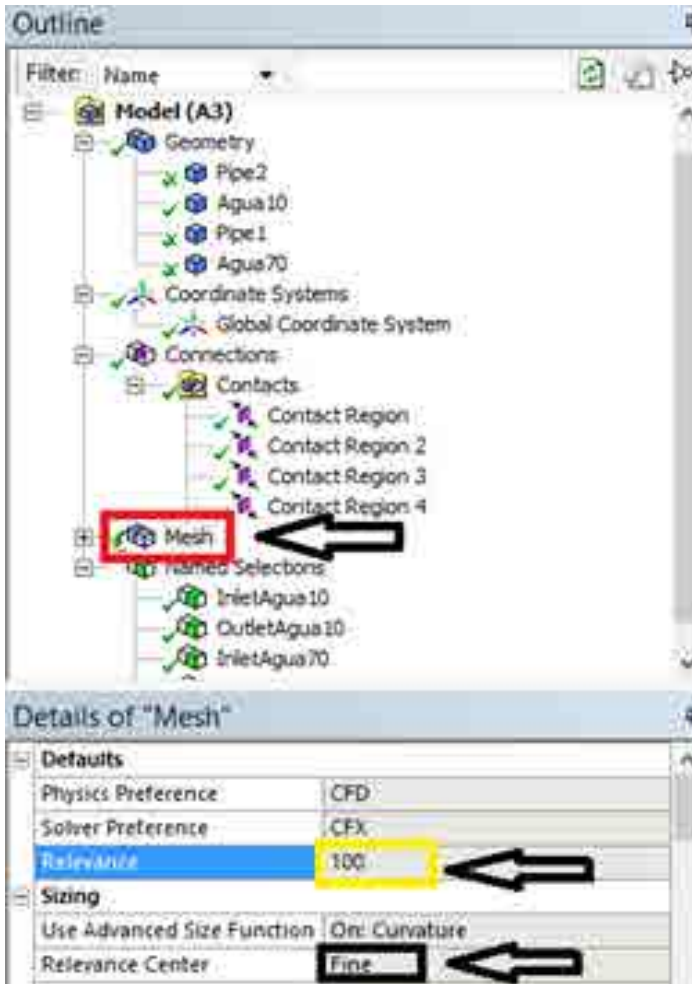 Outline
Filter: Name
Model (A3)
Geometry
Pipe2
Agua10
Pipe1
Agua70
Coordinate Systems
Global Coordinate System
Connections
Contacts
Contact Region
Contact Region 2
Contact Region 3
Contact Region 4
Mesh
Named Selections
InletAgua10
OutletAgua10
InletAgua70
Details of "Mesh"
Defaults
Physics Preference CFD
Solver Preference CFX
Relevance 100
Sizing
Use Advanced Size Function On: Curvature
Relevance Center Fine